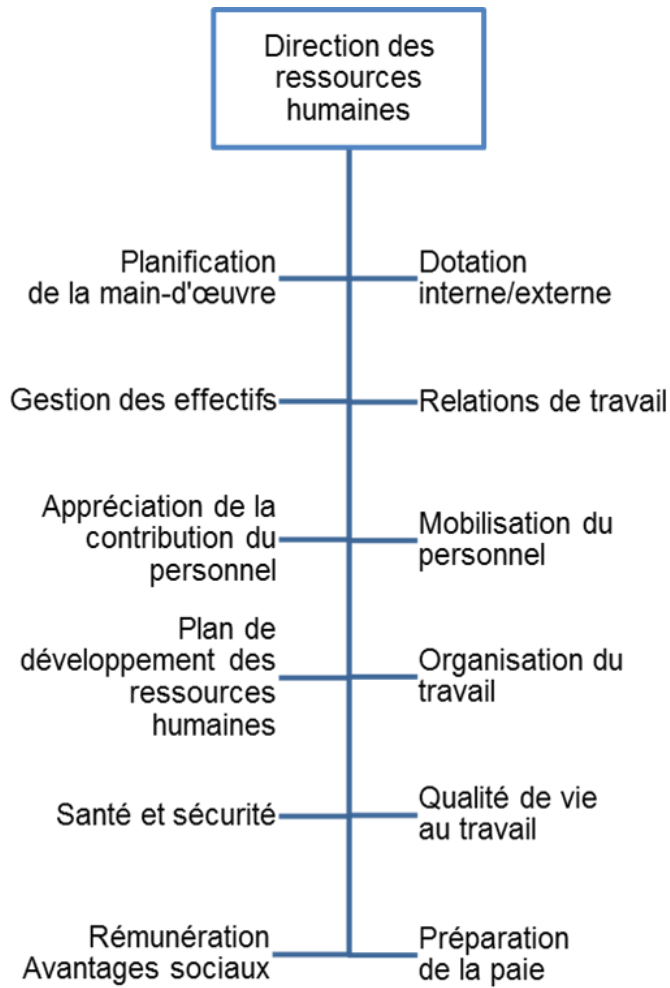 Direction des
ressources
humaines
Planification
de la main-d'œuvre
Dotation
interne/externe
Gestion des effectifs
Relations de travail
Appréciation de la
contribution du
personnel
Mobilisation du
personnel
Plan de
développement des
ressources
humaines
Organisation du
travail
Santé et sécurité
Qualité de vie
au travail
Rémunération
Avantages sociaux
Préparation
de la paie